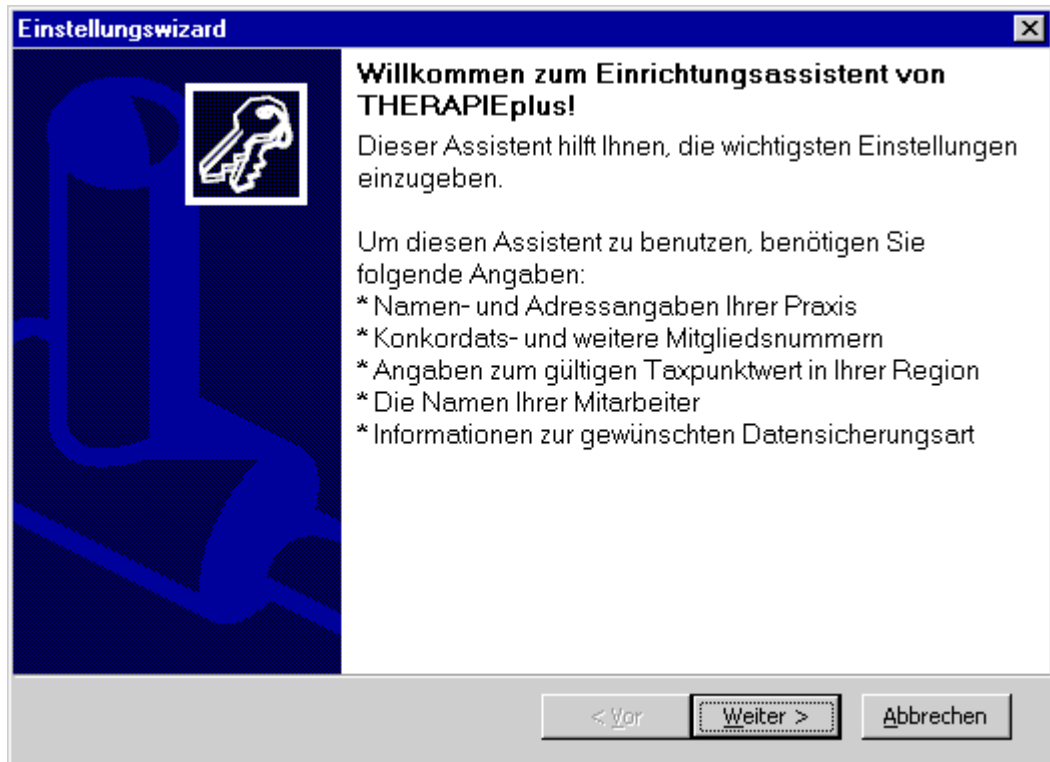 Einstellungswizard
Willkommen zum Einrichtungsassistent von
THERAPIEplus!
Dieser Assistent hilft Ihnen, die wichtigsten Einstellungen
einzugeben.
Um diesen Assistent zu benutzen, benötigen Sie
folgende Angaben:
* Namen- und Adressangaben Ihrer Praxis
* Konkordats- und weitere Mitgliedsnummern
* Angaben zum gültigen Taxpunktwert in Ihrer Region
* Die Namen Ihrer Mitarbeiter
* Informationen zur gewünschten Datensicherungsart
< Vor Weiter > Abbrechen